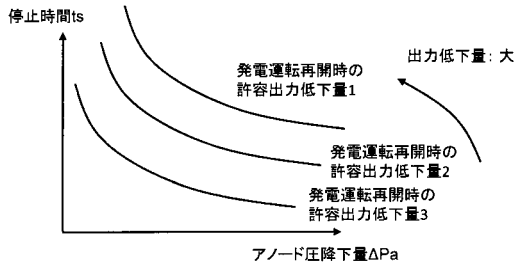 停止時間ts
出力低下量: 大
発電運転再開時の
許容出力低下量1
発電運転再開時の
許容出力低下量2
発電運転再開時の
許容出力低下量3
アノード圧降下量ΔPa